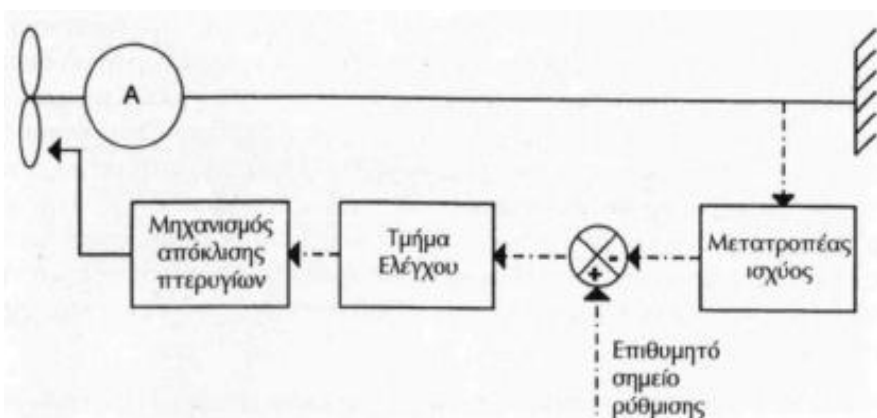 A
Μηχανισμός
απόκλισης
πτερυγίων
Τμήμα
Ελέγχου
+
-
Μετατροπέας
ισχύος
Επιθυμητό
σημείο
ρύθμισης